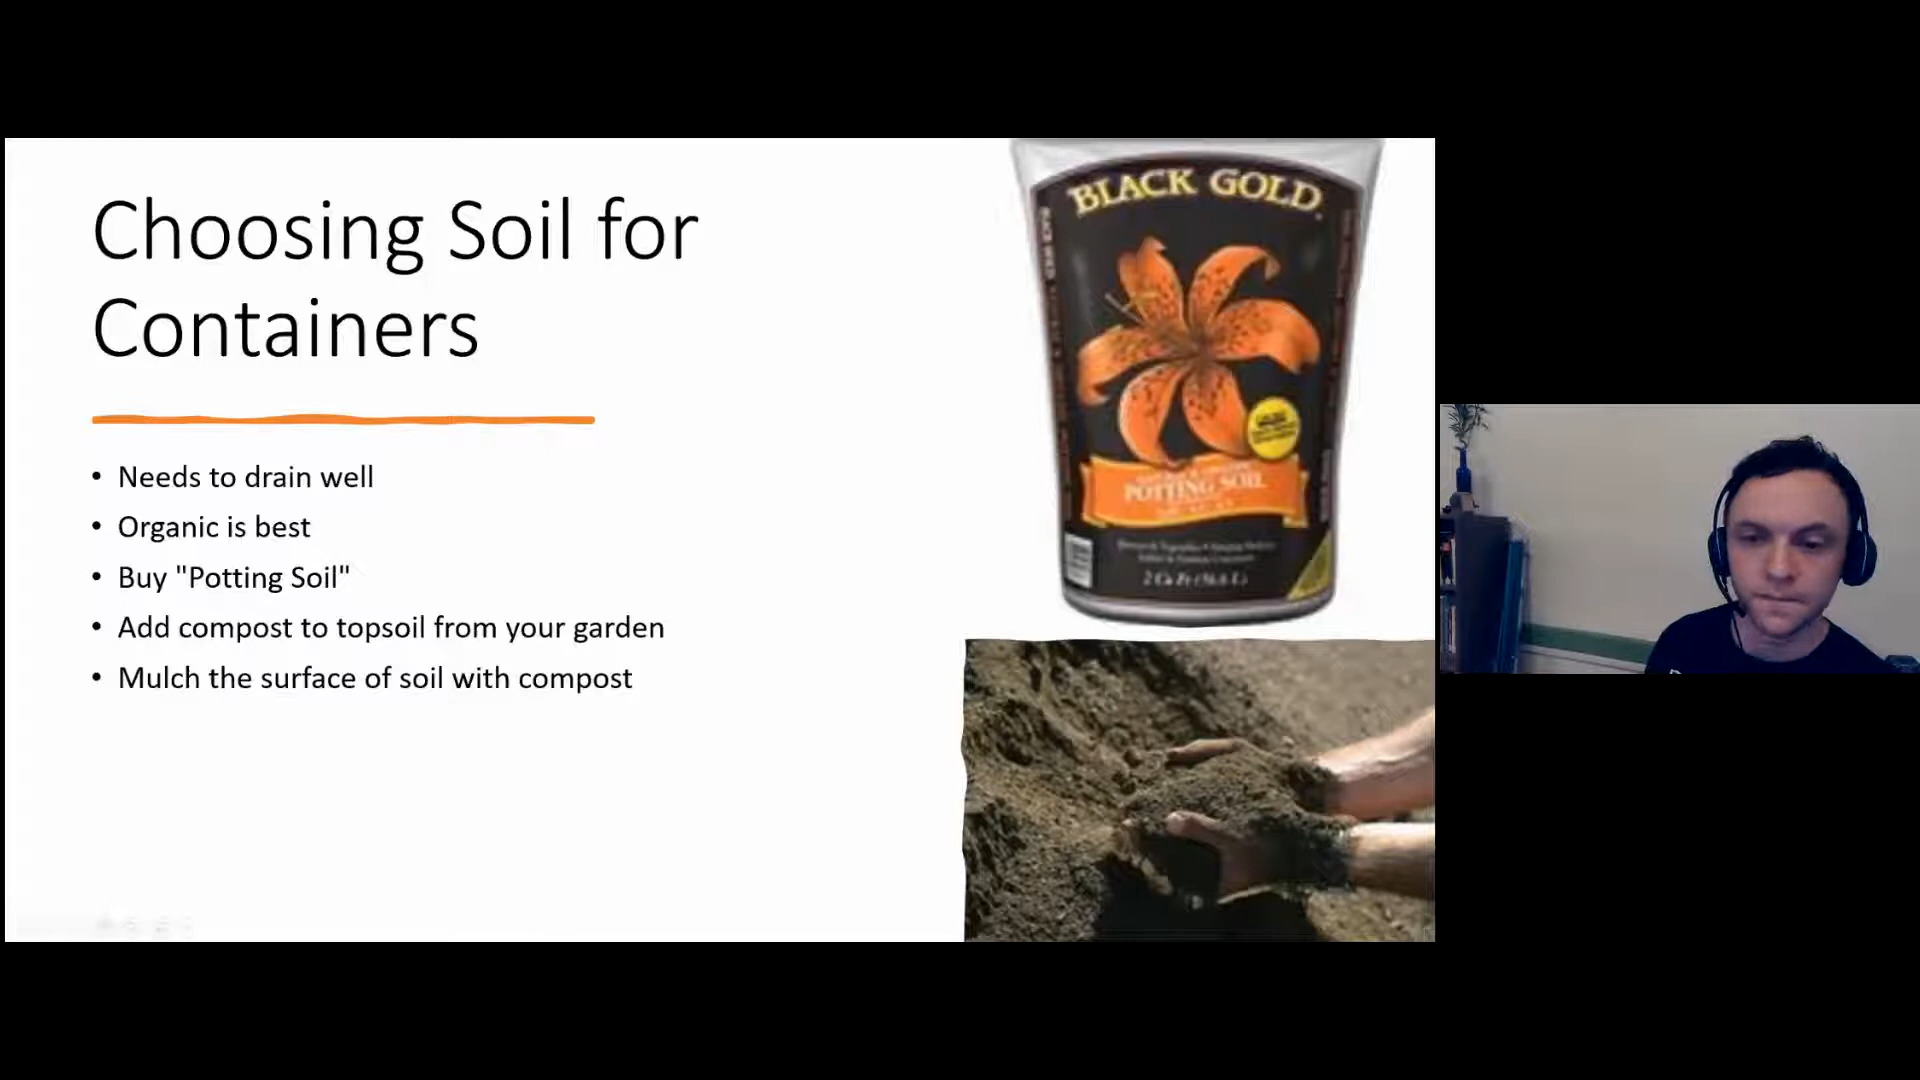 Choosing Soil for
Containers
• Needs to drain well
• Organic is best
• Buy "Potting Soil"
• Add compost to topsoil from your garden
• Mulch the surface of soil with compost
BLACK GOLD
POTTING SOIL